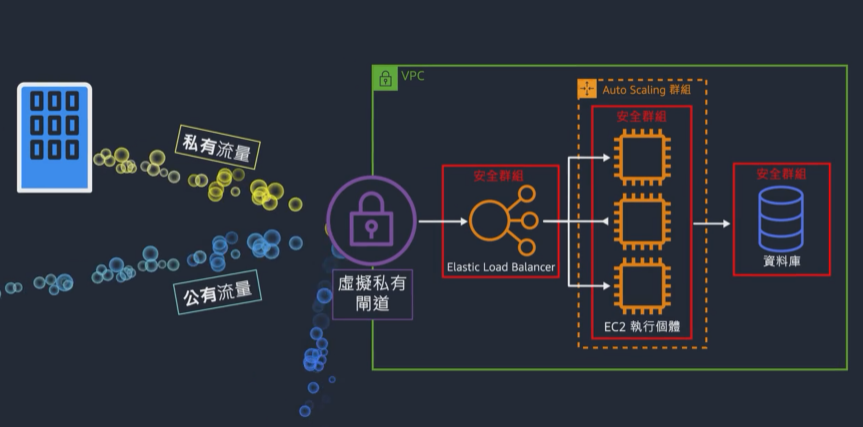 VPC
Auto Scaling 群組
安全群組
私有流量
安全群組
安全群組
Elastic Load Balancer
資料庫
虛擬私有
閘道
公有流量
EC2 執行個體